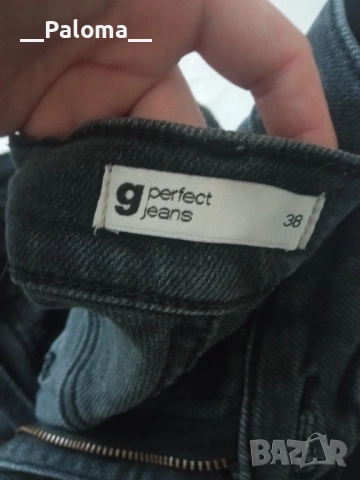 __Paloma__
g perfect
jeans
38
BAZAR